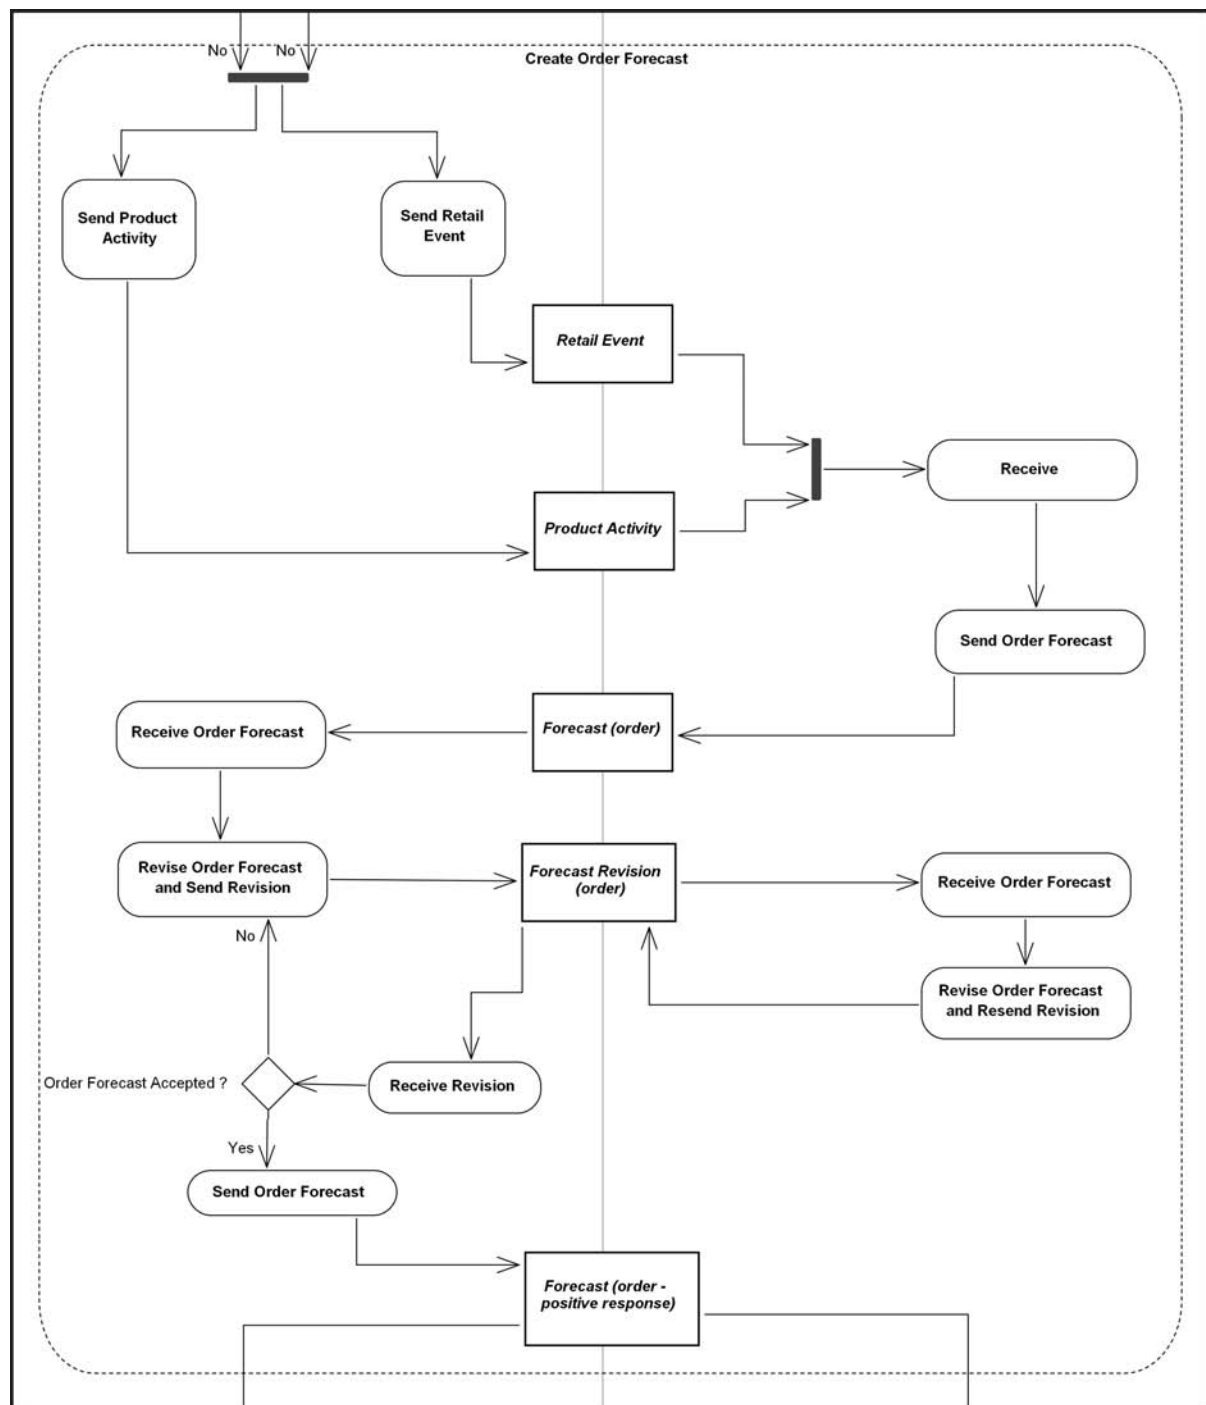 No
No
Create Order Forecast
Send Product
Activity
Send Retail
Event
Retail Event
Receive
Product Activity
Send Order Forecast
Receive Order Forecast
Forecast (order)
Revise Order Forecast
and Send Revision
Forecast Revision
(order)
Receive Order Forecast
No
Revise Order Forecast
and Resend Revision
Order Forecast Accepted ?
Receive Revision
Yes
Send Order Forecast
Forecast (order -
positive response)